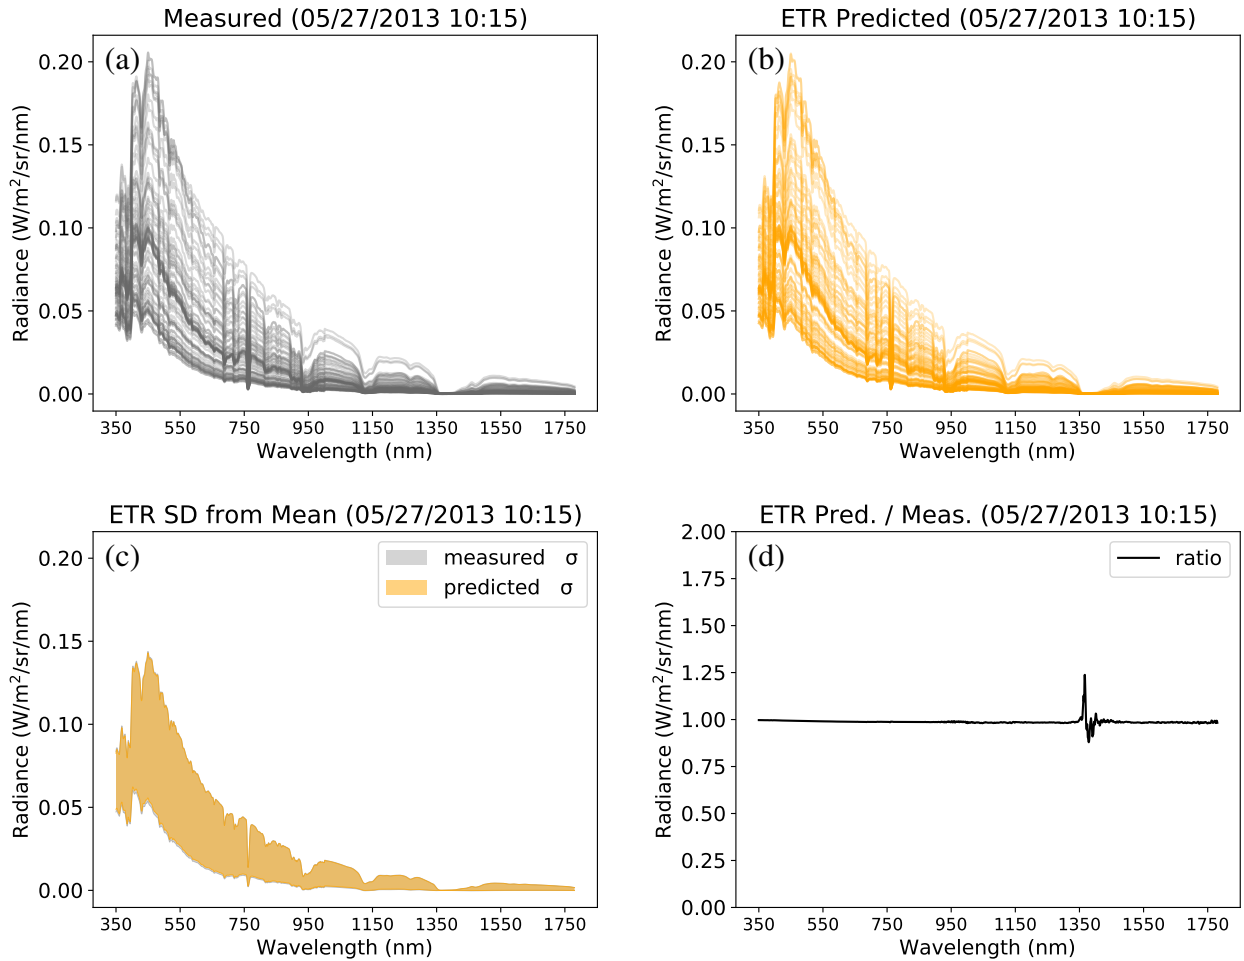 Measured (05/27/2013 10:15)
(a)
Radiance (W/m²/sr/nm)
0.20
0.15
0.10
0.05
0.00
350 550 750 950 1150 1350 1550 1750
Wavelength (nm)
ETR Predicted (05/27/2013 10:15)
(b)
Radiance (W/m²/sr/nm)
0.20
0.15
0.10
0.05
0.00
350 550 750 950 1150 1350 1550 1750
Wavelength (nm)
ETR SD from Mean (05/27/2013 10:15)
(c)
measured σ
predicted σ
Radiance (W/m²/sr/nm)
0.20
0.15
0.10
0.05
0.00
350 550 750 950 1150 1350 1550 1750
Wavelength (nm)
ETR Pred. / Meas. (05/27/2013 10:15)
(d)
ratio
Radiance (W/m²/sr/nm)
2.00
1.75
1.50
1.25
1.00
0.75
0.50
0.25
0.00
350 550 750 950 1150 1350 1550 1750
Wavelength (nm)